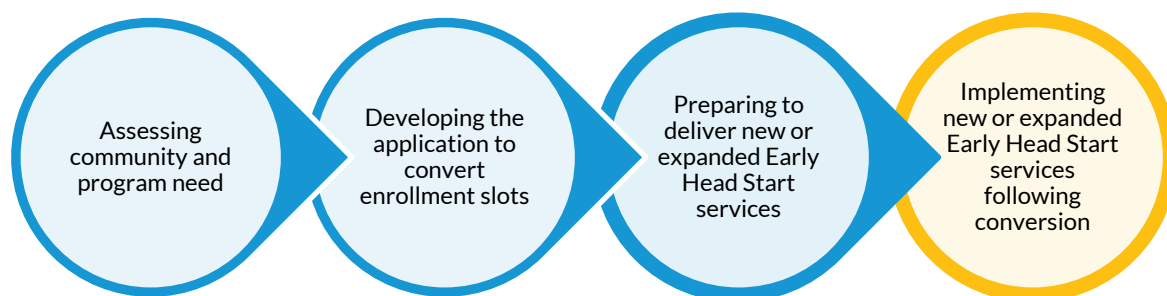 Assessing
community and
program need
Developing the
application to
convert
enrollment slots
Preparing to
deliver new or
expanded Early
Head Start
services
Implementing
new or expanded
Early Head Start
services
following
conversion